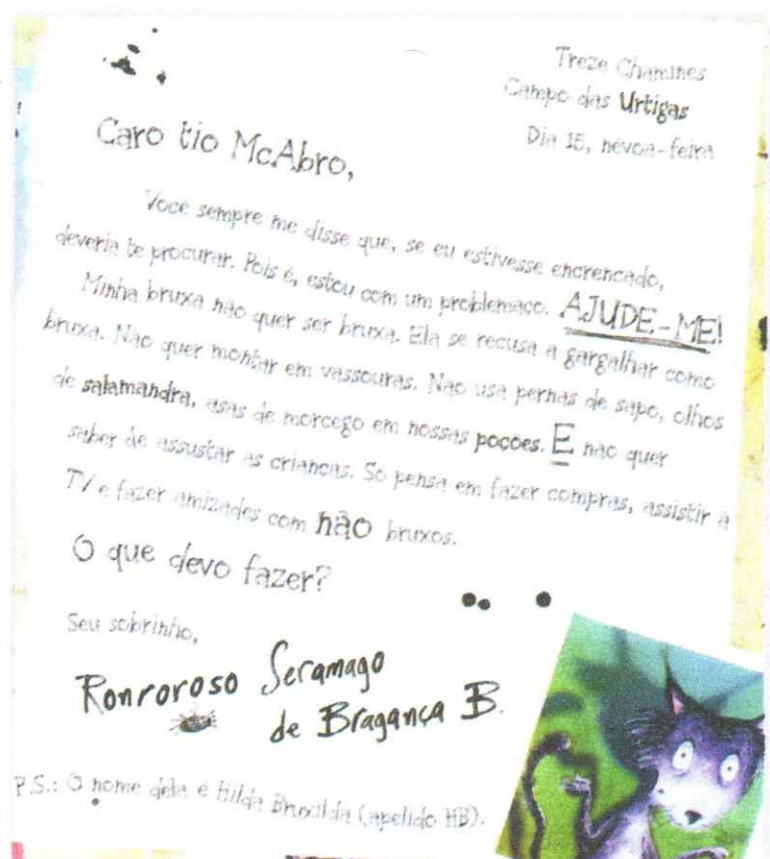 Treze Chaminés
Campo das Urtigas
Dia 15, névoa-feira
Caro tio McAbro,
Você sempre me disse que, se eu estivesse encrencado,
deveria te procurar. Pois é, estou com um problemaço. AJUDE-ME!
Minha bruxa não quer ser bruxa. Ela se recusa a gargalhar como
bruxa. Não quer montar em vassouras. Não usa pernas de sapo, olhos
de salamandra, asas de morcego em nossas poções. E não quer
saber de assustar as crianças. Só pensa em fazer compras, assistir à
TV e fazer amizades com não bruxos.
O que devo fazer?
Seu sobrinho,
Ronroroso Seramago
de Bragança B.
P.S.: O nome dela é Hilda Bruxilda (apelido HB).